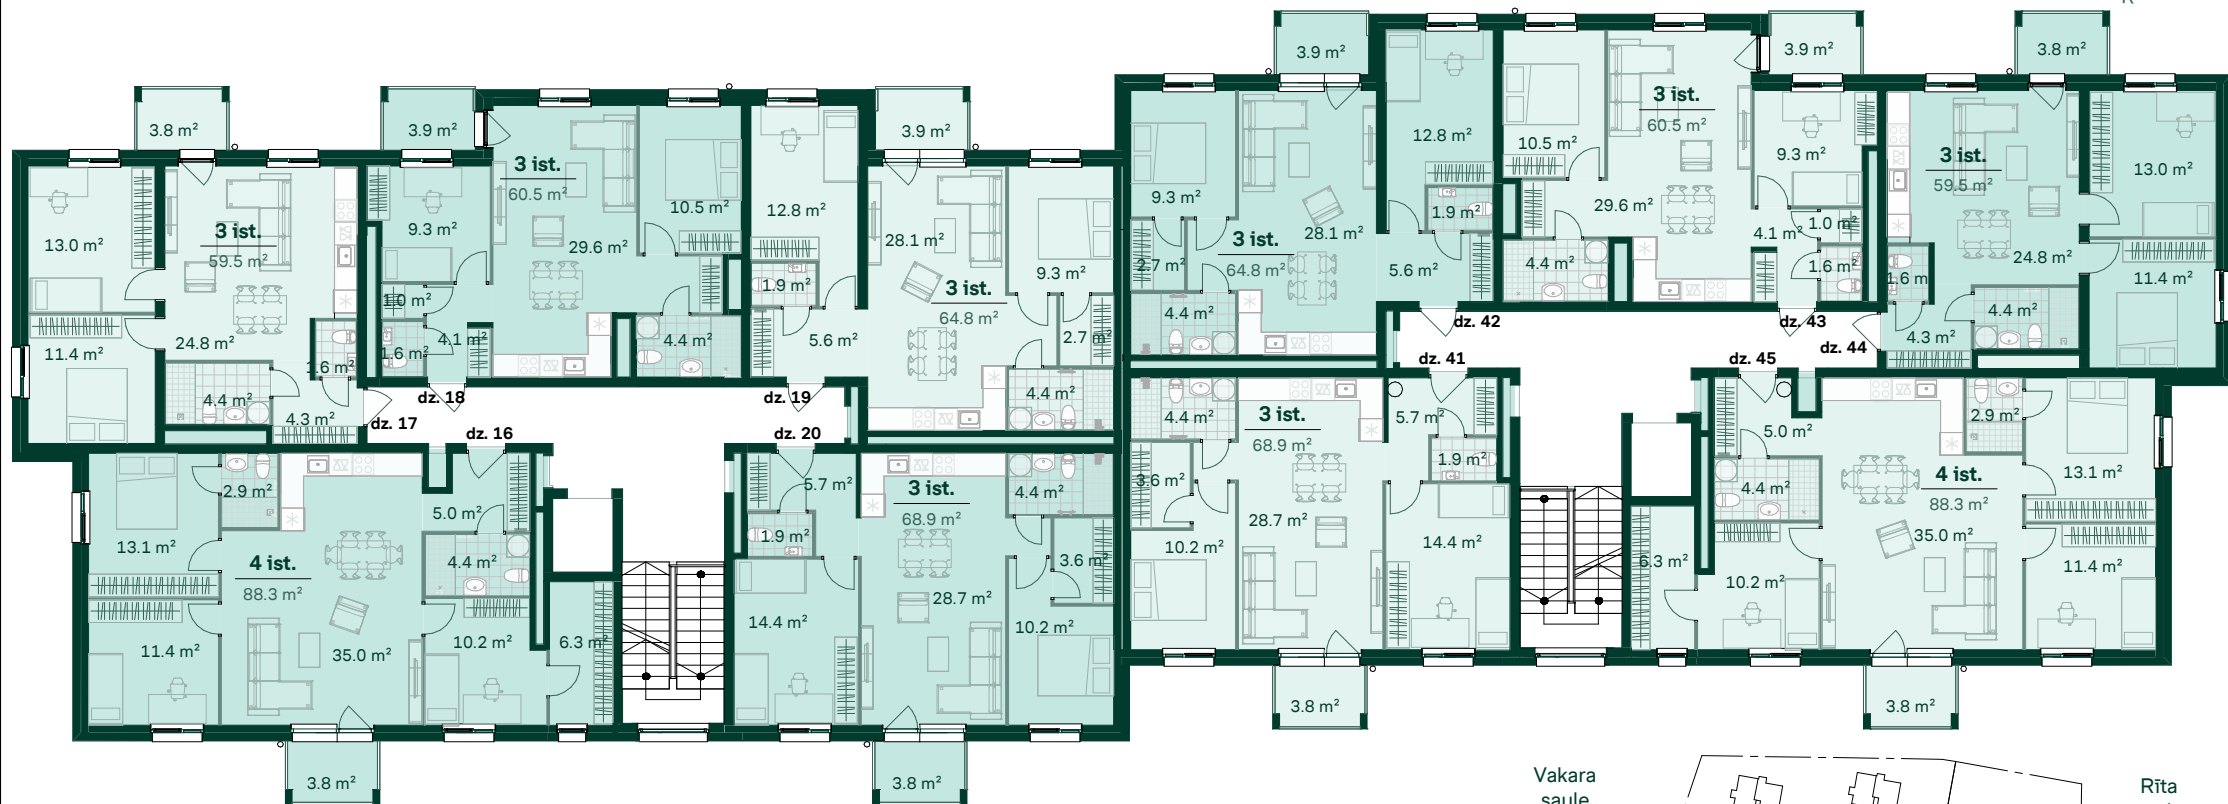 3.8 m²
13.0 m²
3 ist.
59.5 m²
24.8 m²
11.4 m²
1.6 m²
4.4 m²
4.3 m²
dz. 17
3.9 m²
9.3 m²
3 ist.
60.5 m²
29.6 m²
10.5 m²
1.0 m²
1.6 m²
4.1 m²
4.4 m²
dz. 18
3.9 m²
12.8 m²
28.1 m²
9.3 m²
1.9 m²
3 ist.
64.8 m²
5.6 m²
2.7 m²
4.4 m²
dz. 19
dz. 16
2.9 m²
5.0 m²
13.1 m²
4.4 m²
4 ist.
88.3 m²
11.4 m²
35.0 m²
10.2 m²
6.3 m²
3.8 m²
dz. 20
5.7 m²
3 ist.
68.9 m²
4.4 m²
1.9 m²
3.6 m²
28.7 m²
14.4 m²
10.2 m²
3.8 m²
3.9 m²
12.8 m²
9.3 m²
1.9 m²
3 ist.
64.8 m²
28.1 m²
2.7 m²
5.6 m²
4.4 m²
dz. 42
3.9 m²
3 ist.
60.5 m²
10.5 m²
9.3 m²
29.6 m²
1.0 m²
4.1 m²
4.4 m²
1.6 m²
dz. 43
3.8 m²
3 ist.
59.5 m²
13.0 m²
24.8 m²
11.4 m²
1.6 m
4.4 m²
4.3 m²
dz. 44
dz. 41
4.4 m²
3 ist.
68.9 m²
5.7 m²
3.6 m²
1.9 m²
28.7 m²
10.2 m²
14.4 m²
3.8 m²
dz. 45
2.9 m²
5.0 m²
13.1 m²
4.4 m²
4 ist.
88.3 m²
35.0 m²
6.3 m²
10.2 m²
11.4 m²
3.8 m²
Vakara
saule
Rīta